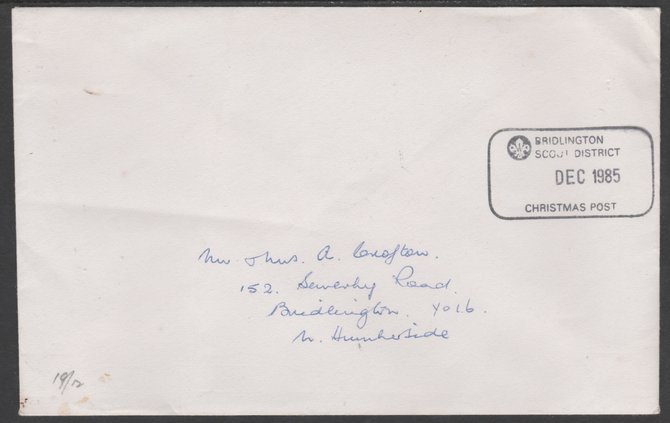 BRIDLINGTON
SCOUT DISTRICT
DEC 1985
CHRISTMAS POST
Mr. & Mrs. A. Crofton.
152. Sewerby Road.
Bridlington. YO16.
N. Humberside
19/12